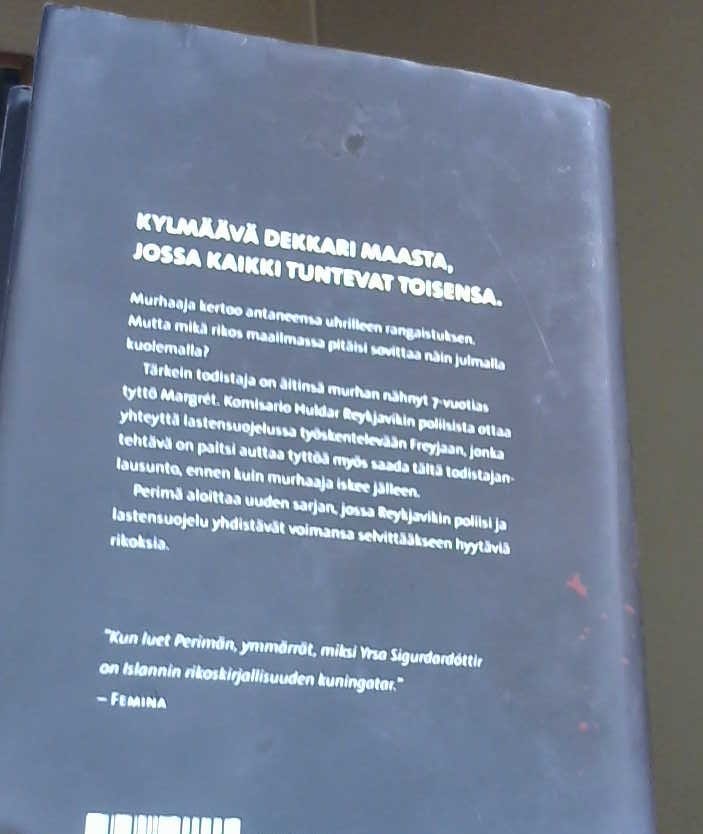 KYLMÄÄVÄ DEKKARI MAASTA,
JOSSA KAIKKI TUNTEVAT TOISENSA.
Murhaaja kertoo antaneensa uhrilleen rangaistuksen.
Mutta mikä rikos maailmassa pitäisi sovittaa näin julmalla
kuolemalla?
Tärkein todistaja on äitinsä murhan nähnyt 7-vuotias
tyttö Margrét. Komisario Huldar Reykjavikin poliisista ottaa
yhteyttä lastensuojelussa työskentelevään Freyjaan, jonka
tehtävä on paitsi auttaa tyttöä myös saada tältä todistajan-
lausunto, ennen kuin murhaaja iskee jälleen.
Perimä aloittaa uuden sarjan, jossa Reykjavikin poliisi ja
lastensuojelu yhdistävät voimansa selvittääkseen hyytäviä
rikoksia.
"Kun luet Perimän, ymmärrät, miksi Yrsa Sigurdardóttir
on Islannin rikoskirjallisuuden kuningatar."
– FEMINA